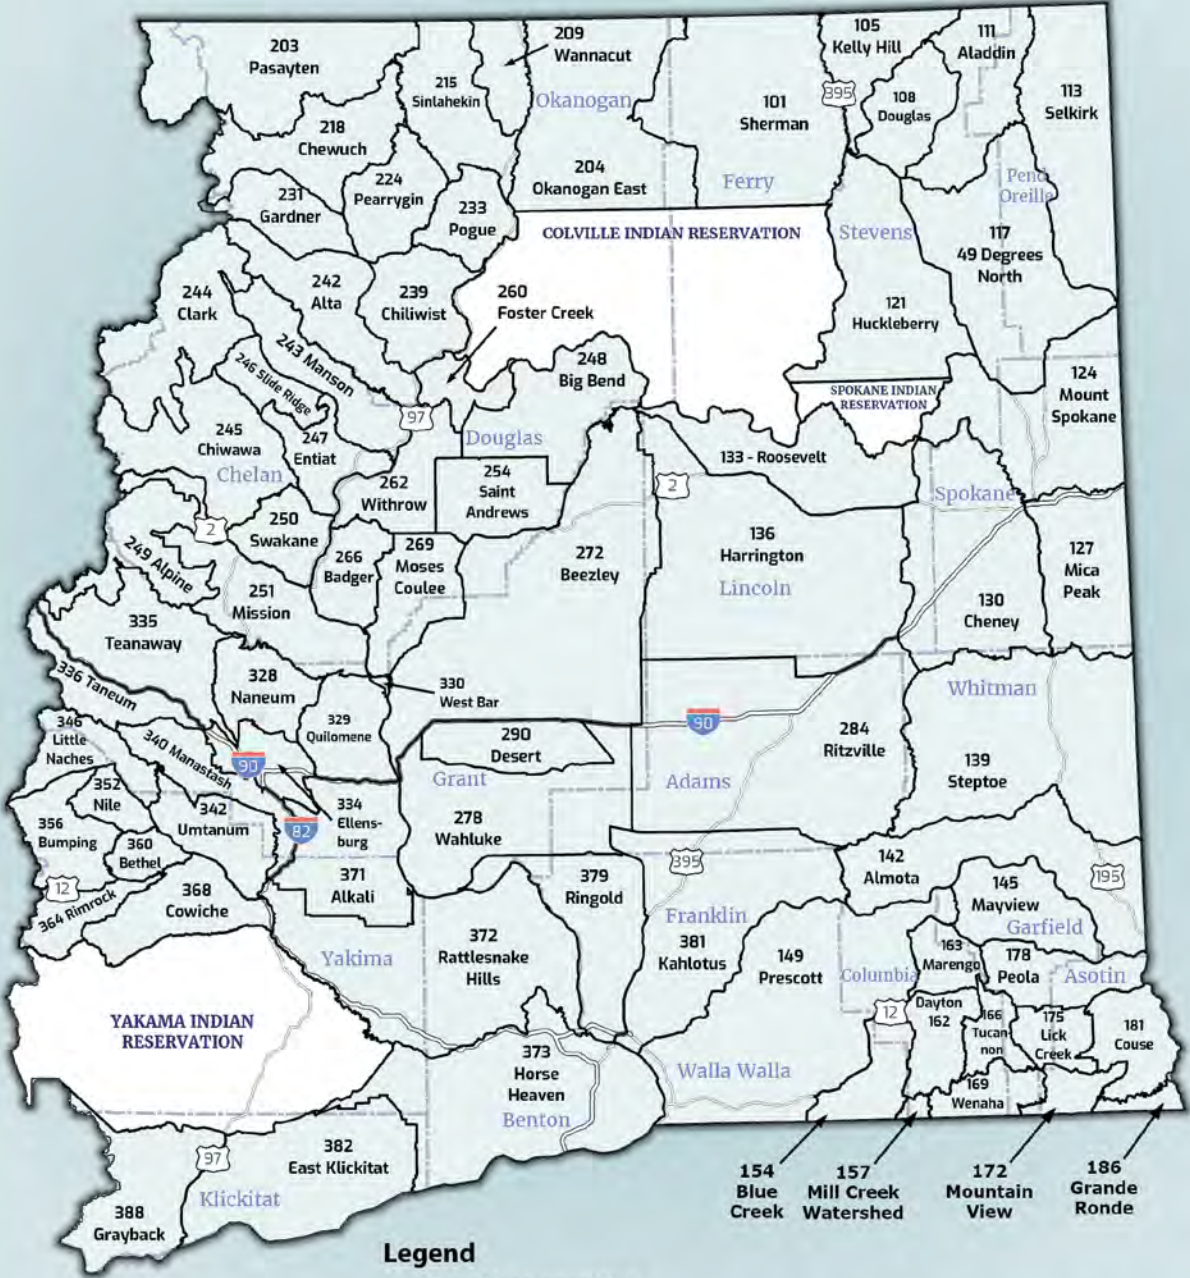 203
Pasayten
209
Wannacut
105
Kelly Hill
111
Aladdin
215
Sinlahekin
Okanogan
101
Sherman
395
108
Douglas
113
Selkirk
218
Chewuch
224
Pearrygin
204
Okanogan East
Ferry
Pend
Oreille
231
Gardner
233
Pogue
COLVILLE INDIAN RESERVATION
Stevens
117
49 Degrees
North
242
Alta
239
Chiliwist
260
Foster Creek
244
Clark
121
Huckleberry
243 Manson
248
Big Bend
246 Slide Ridge
SPOKANE INDIAN
RESERVATION
124
Mount
Spokane
97
245
Chiwawa
247
Entiat
Douglas
Chelan
133 - Roosevelt
262
Withrow
254
Saint
Andrews
2
Spokane
2
250
Swakane
249 Alpine
266
Badger
269
Moses
Coulee
272
Beezley
136
Harrington
Lincoln
127
Mica
Peak
251
Mission
130
Cheney
335
Teanaway
336 Taneum
328
Naneum
330
West Bar
Whitman
346
Little
Naches
340 Manastash
329
Quilomene
90
290
Desert
90
284
Ritzville
139
Steptoe
Grant
Adams
352
Nile
342
Umtanum
334
Ellens-
burg
82
278
Wahluke
356
Bumping
360
Bethel
395
142
Almota
195
12
364 Rimrock
368
Cowiche
371
Alkali
379
Ringold
145
Mayview
Garfield
Franklin
Yakima
372
Rattlesnake
Hills
381
Kahlotus
149
Prescott
163
Marengo
178
Peola
Columbia
Asotin
YAKAMA INDIAN
RESERVATION
12
Dayton
162
166
Tucan-
non
175
Lick
Creek
181
Couse
373
Horse
Heaven
Benton
Walla Walla
169
Wenaha
97
382
East Klickitat
Klickitat
388
Grayback
154
Blue
Creek
157
Mill Creek
Watershed
172
Mountain
View
186
Grande
Ronde
Legend